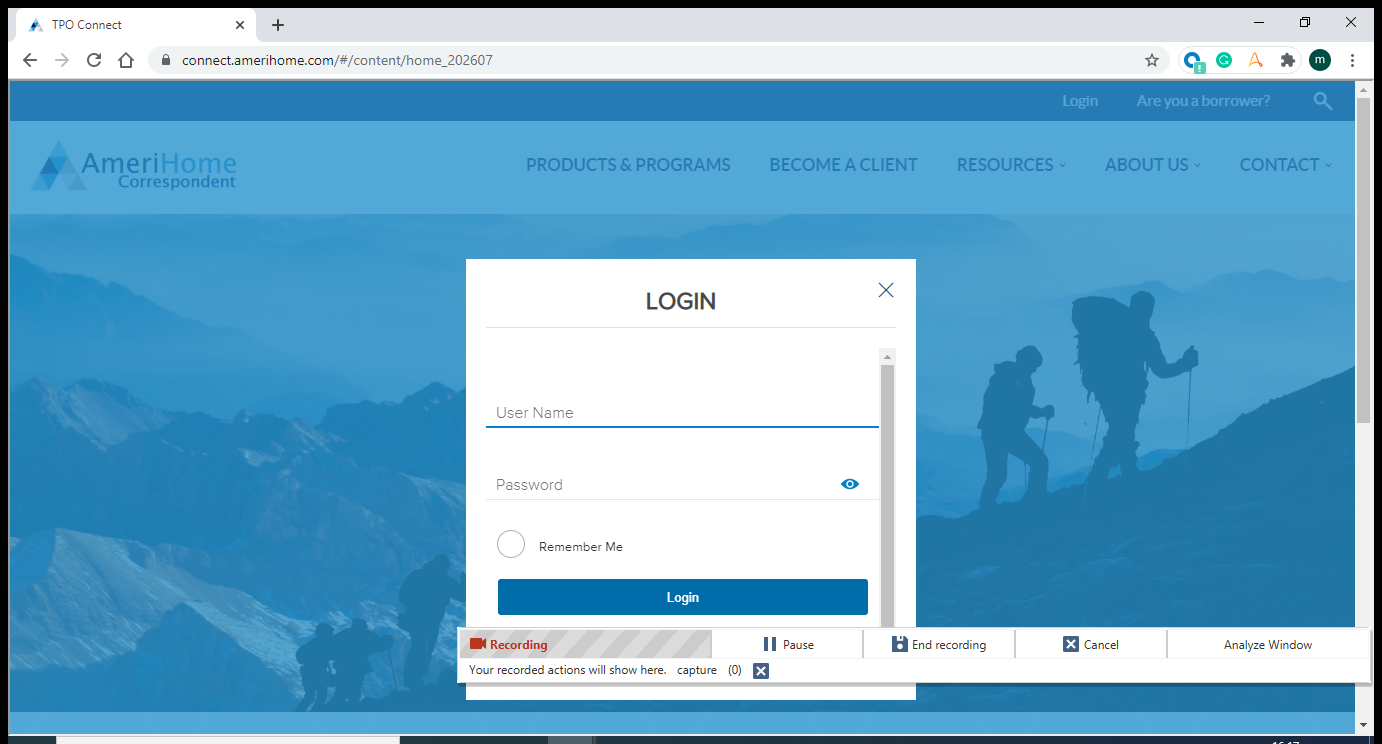 TPO Connect
connect.amerihome.com/#/content/home_202607
m
Login Are you a borrower?
AmeriHome
Correspondent
PRODUCTS & PROGRAMS BECOME A CLIENT RESOURCES ABOUT US CONTACT
LOGIN
User Name
Password
Remember Me
Login
Recording Pause End recording Cancel Analyze Window
Your recorded actions will show here. capture (0)